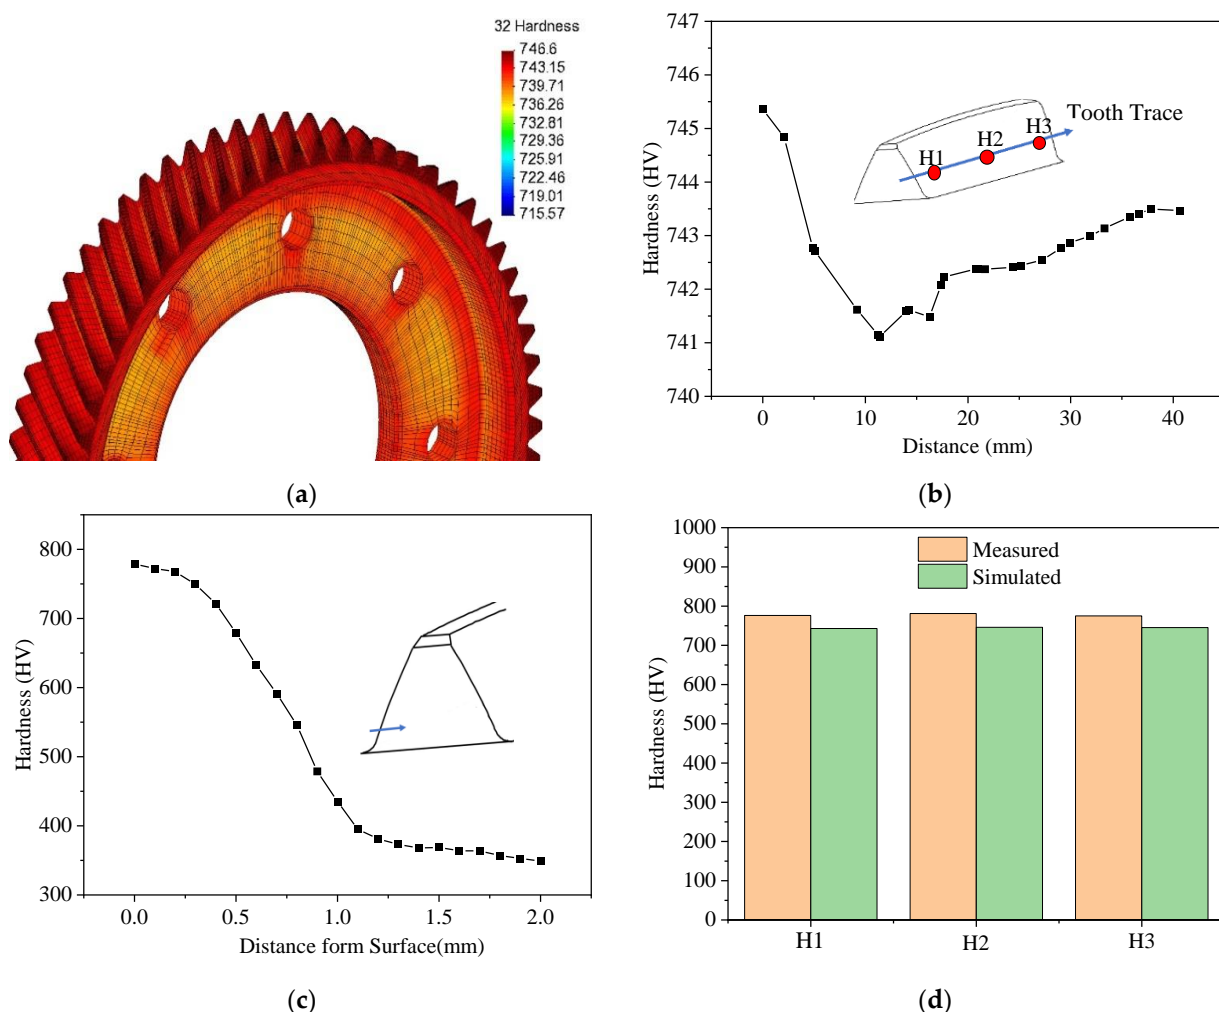 32 Hardness
746.6
743.15
739.71
736.26
732.81
729.36
725.91
722.46
719.01
715.57
(a)
747
746
745
744
743
742
741
740
Hardness (HV)
0
10
20
30
40
Distance (mm)
H1
H2
H3
Tooth Trace
(b)
800
700
600
500
400
300
Hardness (HV)
0.0
0.5
1.0
1.5
2.0
Distance form Surface(mm)
(c)
1000
900
800
700
600
500
400
300
200
100
0
Hardness (HV)
Measured
Simulated
H1
H2
H3
(d)